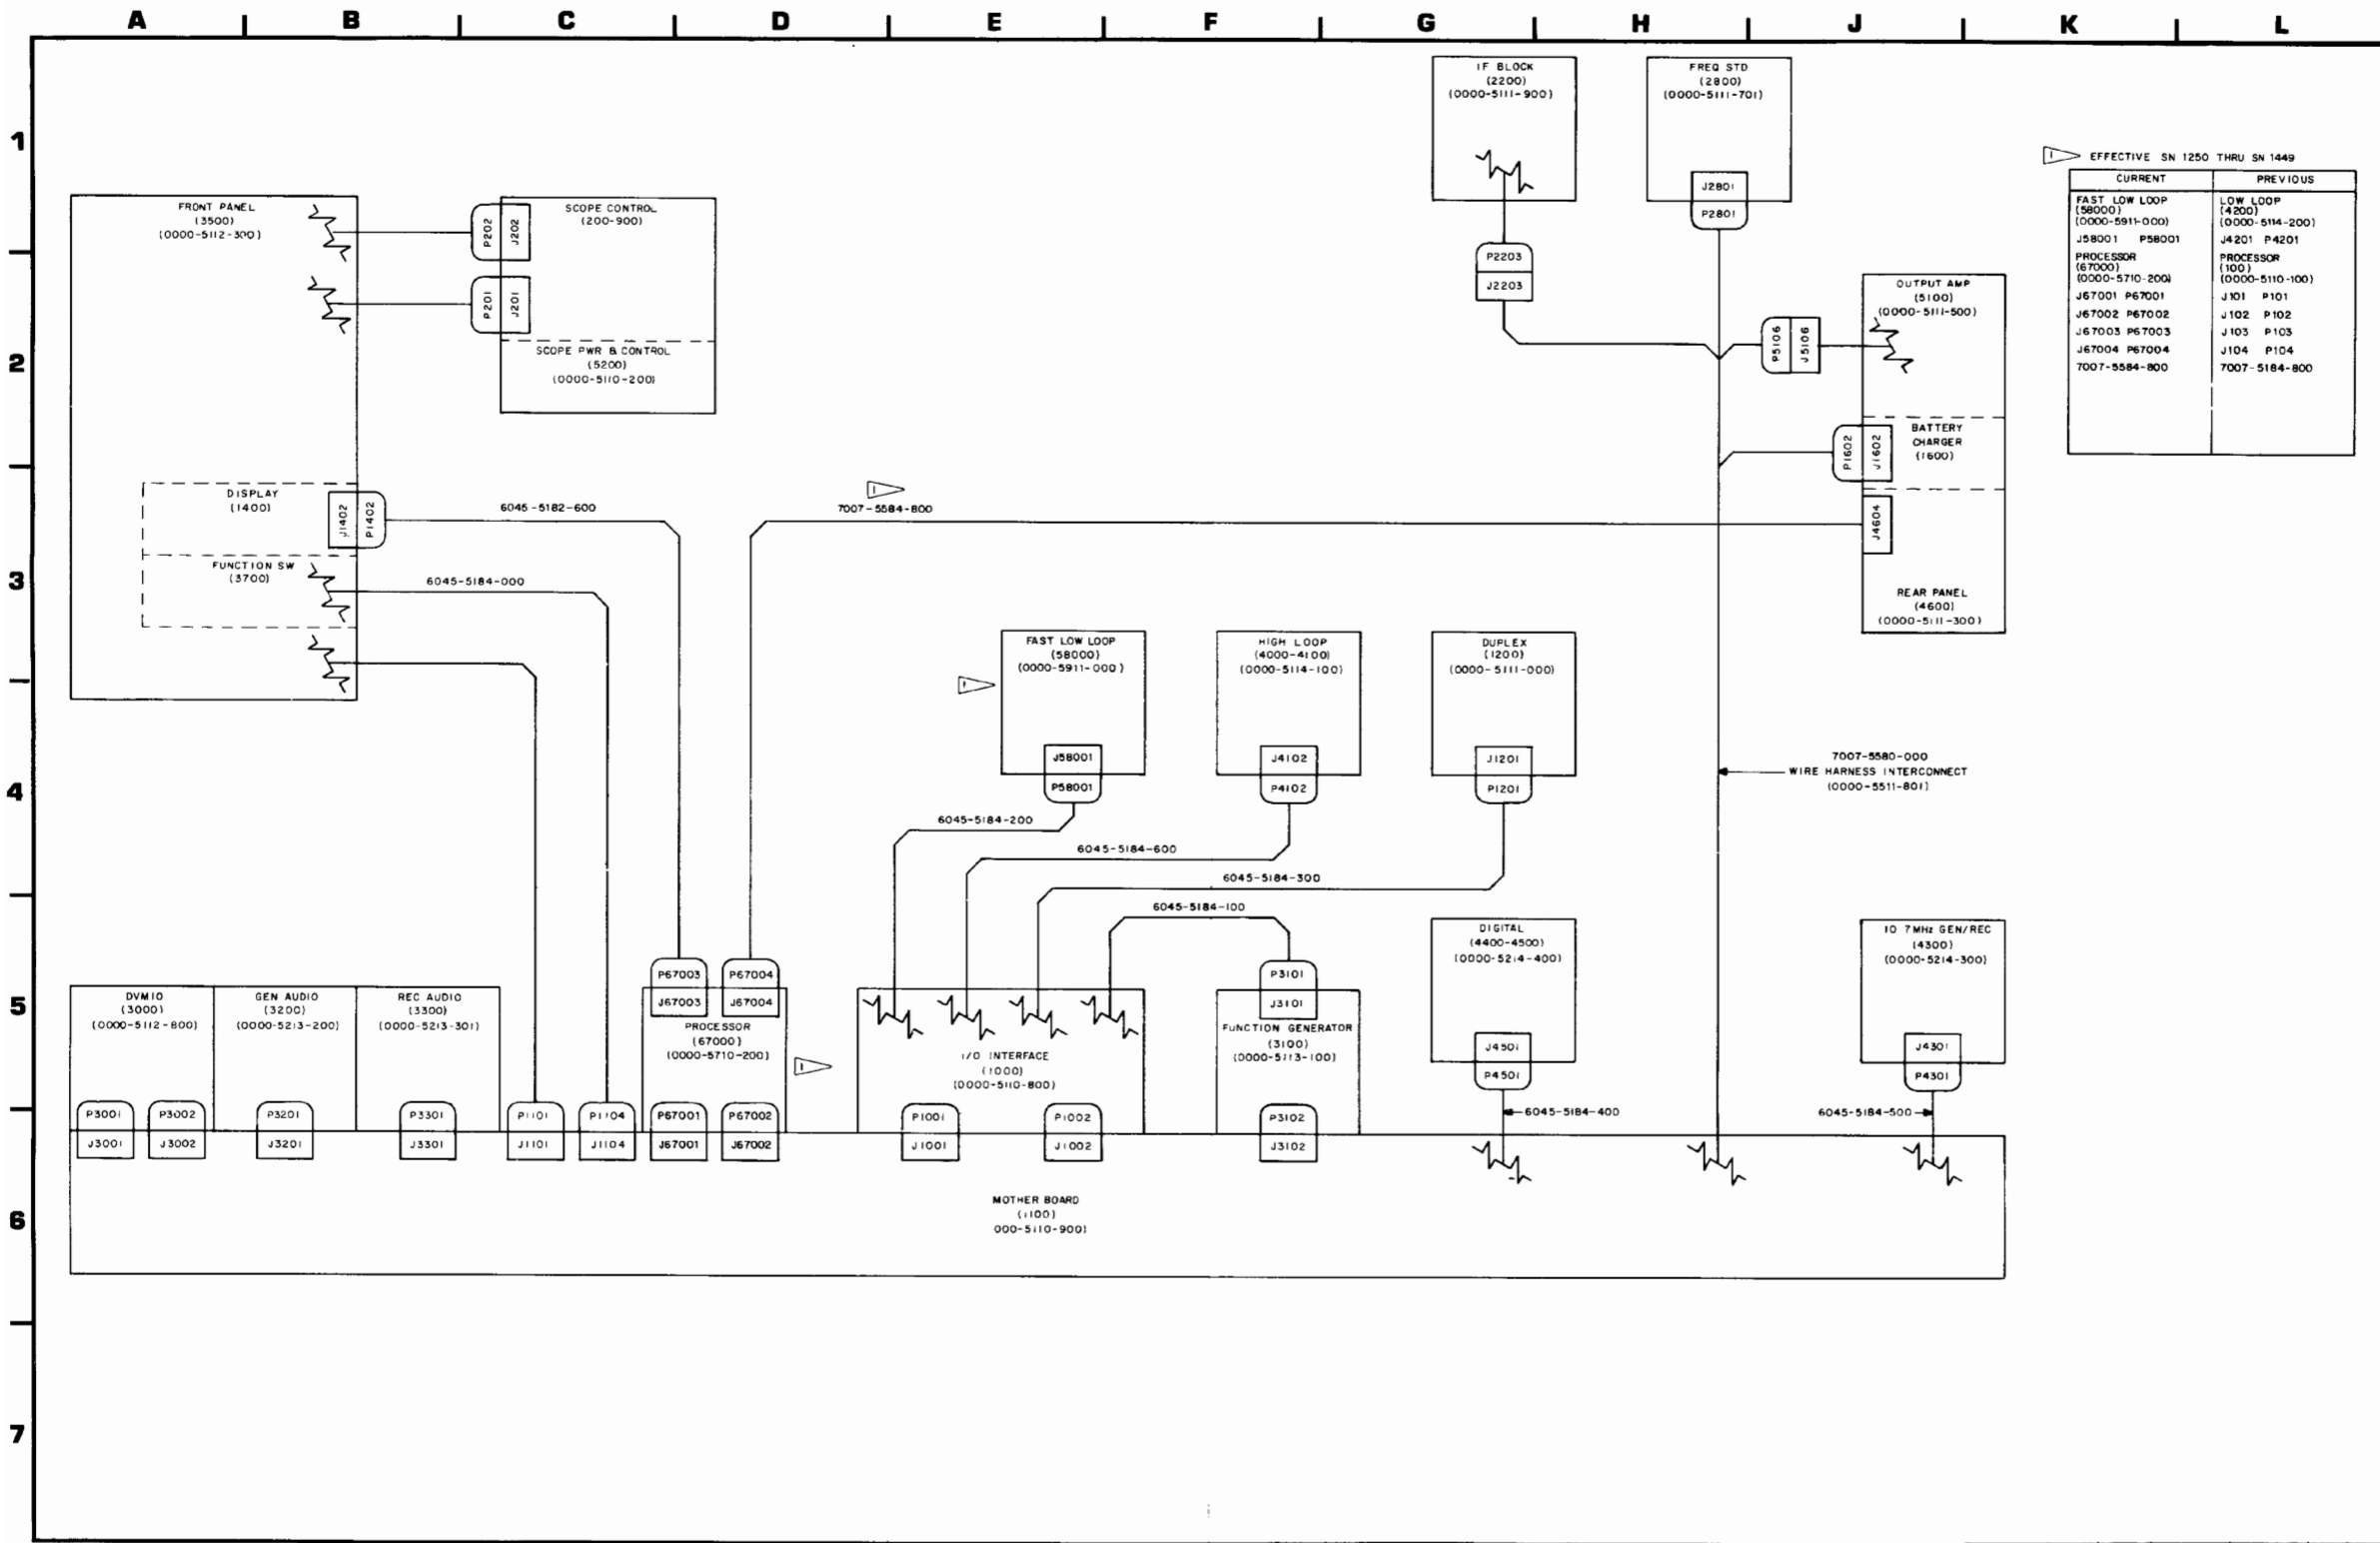 A B C D E F G H J K L
1
2
3
4
5
6
7
FRONT PANEL
(3500)
(0000-5112-300)
P202
J202
P201
J201
SCOPE CONTROL
(200-900)
SCOPE PWR & CONTROL
(5200)
(0000-5110-200)
IF BLOCK
(2200)
(0000-5111-900)
P2203
J2203
FREQ STD
(2800)
(0000-5111-701)
J2801
P2801
OUTPUT AMP
(5100)
(0000-5111-500)
P5106
J5106
BATTERY
CHARGER
(1600)
P1602
J1602
J4604
REAR PANEL
(4600)
(0000-5111-300)
1 EFFECTIVE SN 1250 THRU SN 1449
CURRENT PREVIOUS
FAST LOW LOOP LOW LOOP
(58000) (4200)
(0000-5911-000) (0000-5114-200)
J58001 P58001 J4201 P4201
PROCESSOR PROCESSOR
(67000) (100)
(0000-5710-200) (0000-5110-100)
J67001 P67001 J101 P101
J67002 P67002 J102 P102
J67003 P67003 J103 P103
J67004 P67004 J104 P104
7007-5584-800 7007-5184-800
DISPLAY
(1400)
J1402
P1402
6045-5182-600
1
7007-5584-800
FUNCTION SW
(3700)
6045-5184-000
FAST LOW LOOP
(58000)
(0000-5911-000)
1
J58001
P58001
HIGH LOOP
(4000-4100)
(0000-5114-100)
J4102
P4102
DUPLEX
(1200)
(0000-5111-000)
J1201
P1201
7007-5580-000
WIRE HARNESS INTERCONNECT
(0000-5511-801)
6045-5184-200
6045-5184-600
6045-5184-300
6045-5184-100
DVMIO
(3000)
(0000-5112-800)
GEN AUDIO
(3200)
(0000-5213-200)
REC AUDIO
(3300)
(0000-5213-301)
P67003 P67004
J67003 J67004
PROCESSOR
(67000)
(0000-5710-200)
1
I/O INTERFACE
(1000)
(0000-5110-800)
P3101
J3101
FUNCTION GENERATOR
(3100)
(0000-5113-100)
DIGITAL
(4400-4500)
(0000-5214-400)
J4501
P4501
10 7MHz GEN/REC
(4300)
(0000-5214-300)
J4301
P4301
6045-5184-400
6045-5184-500
P3001 P3002 P3201 P3301 P1101 P1104 P67001 P67002 P1001 P1002 P3102
J3001 J3002 J3201 J3301 J1101 J1104 J67001 J67002 J1001 J1002 J3102
MOTHER BOARD
(1100)
000-5110-900)